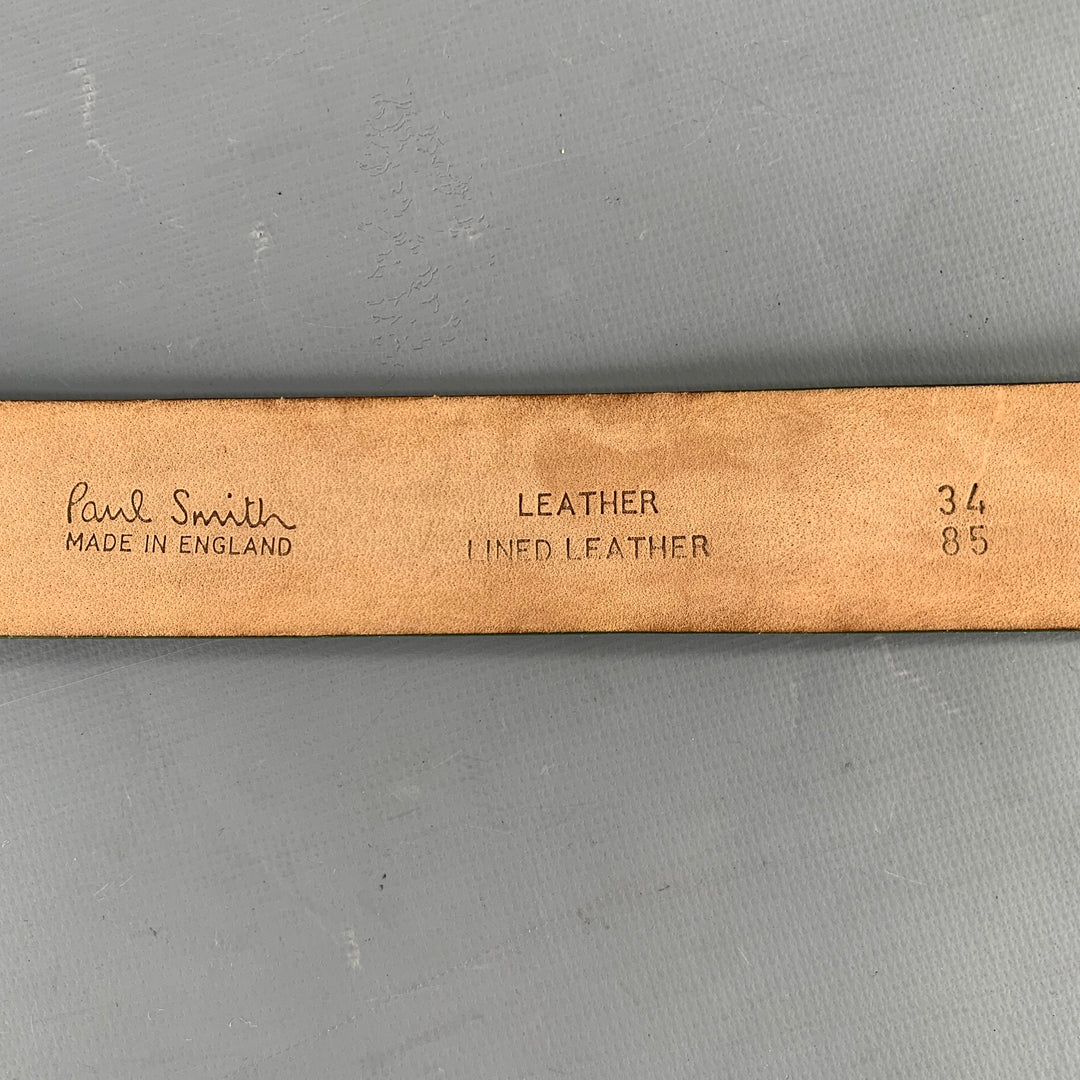 Paul Smith
MADE IN ENGLAND
LEATHER
LINED LEATHER
34
85